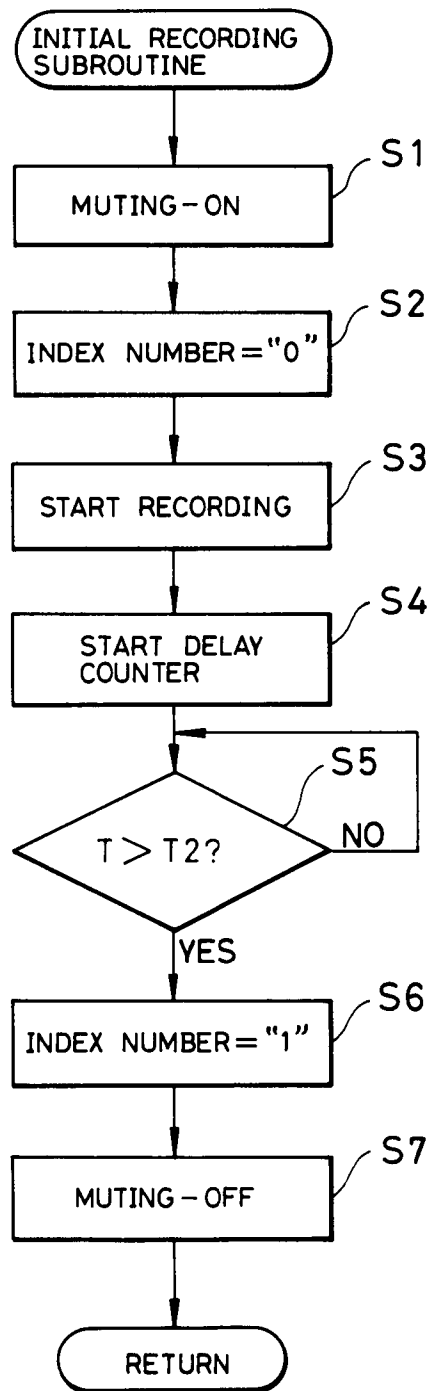 INITIAL RECORDING
SUBROUTINE
S1
MUTING-ON
S2
INDEX NUMBER="0"
S3
START RECORDING
S4
START DELAY
COUNTER
S5
T>T2?
NO
YES
S6
INDEX NUMBER="1"
S7
MUTING-OFF
RETURN